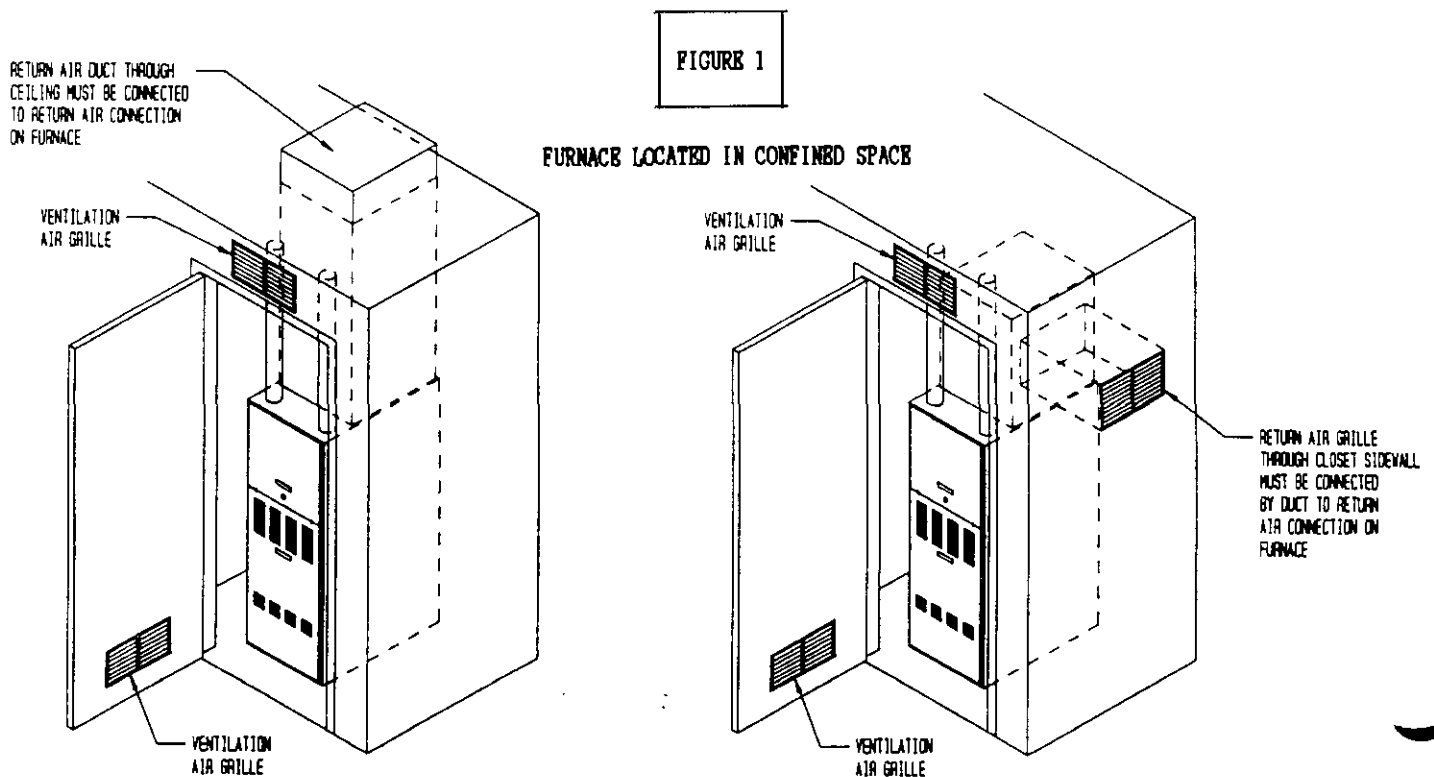 FIGURE 1
FURNACE LOCATED IN CONFINED SPACE
RETURN AIR DUCT THROUGH
CEILING MUST BE CONNECTED
TO RETURN AIR CONNECTION
ON FURNACE
VENTILATION
AIR GRILLE
VENTILATION
AIR GRILLE
VENTILATION
AIR GRILLE
RETURN AIR GRILLE
THROUGH CLOSET SIDEWALL
MUST BE CONNECTED
BY DUCT TO RETURN
AIR CONNECTION ON
FURNACE
VENTILATION
AIR GRILLE